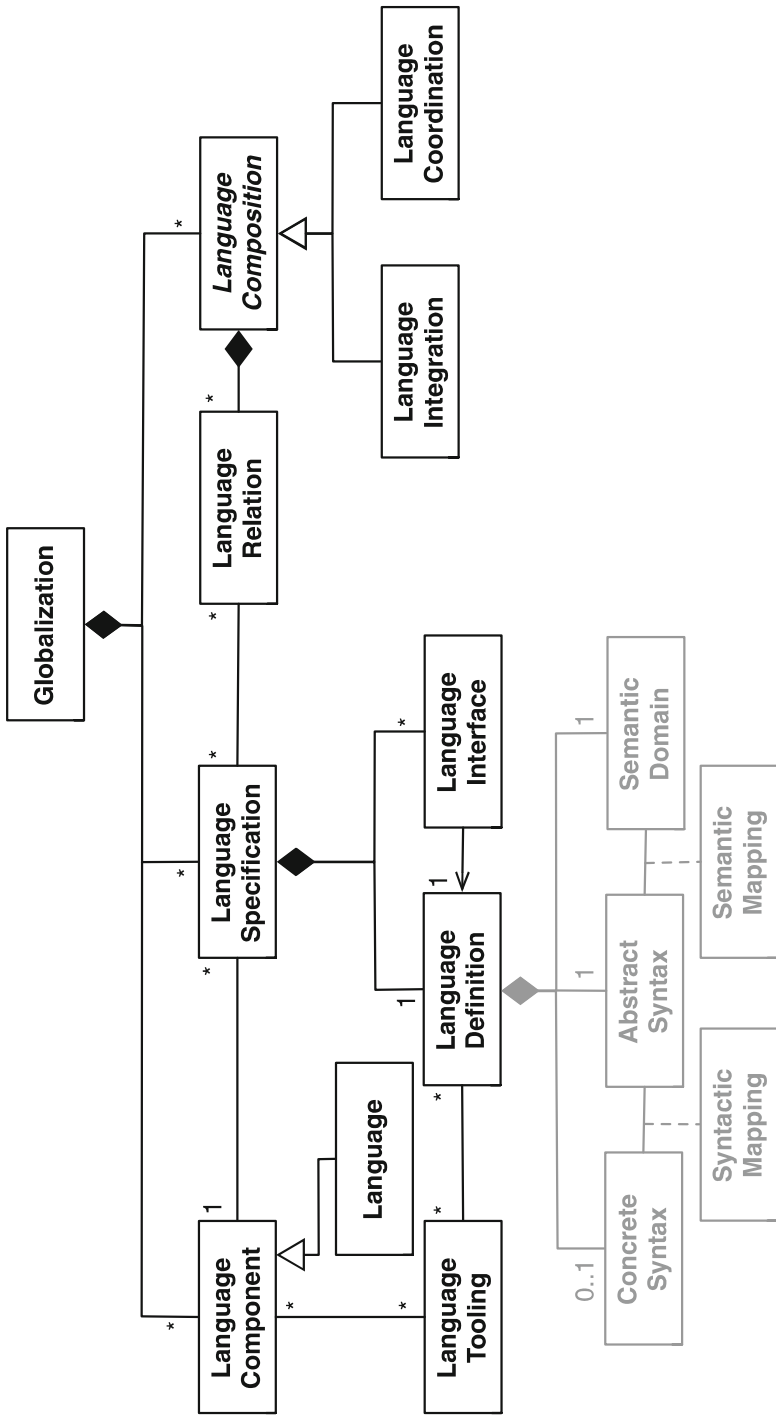 Globalization
*
*
*
Language
Component
1
*
Language
Specification
*
*
Language
Relation
*
Language
Composition
*
*
Language
Tooling
*
*
Language
1
Language
Definition
1
*
Language
Interface
Language
Integration
Language
Coordination
0..1
Concrete
Syntax
1
Abstract
Syntax
1
Semantic
Domain
Syntactic
Mapping
Semantic
Mapping